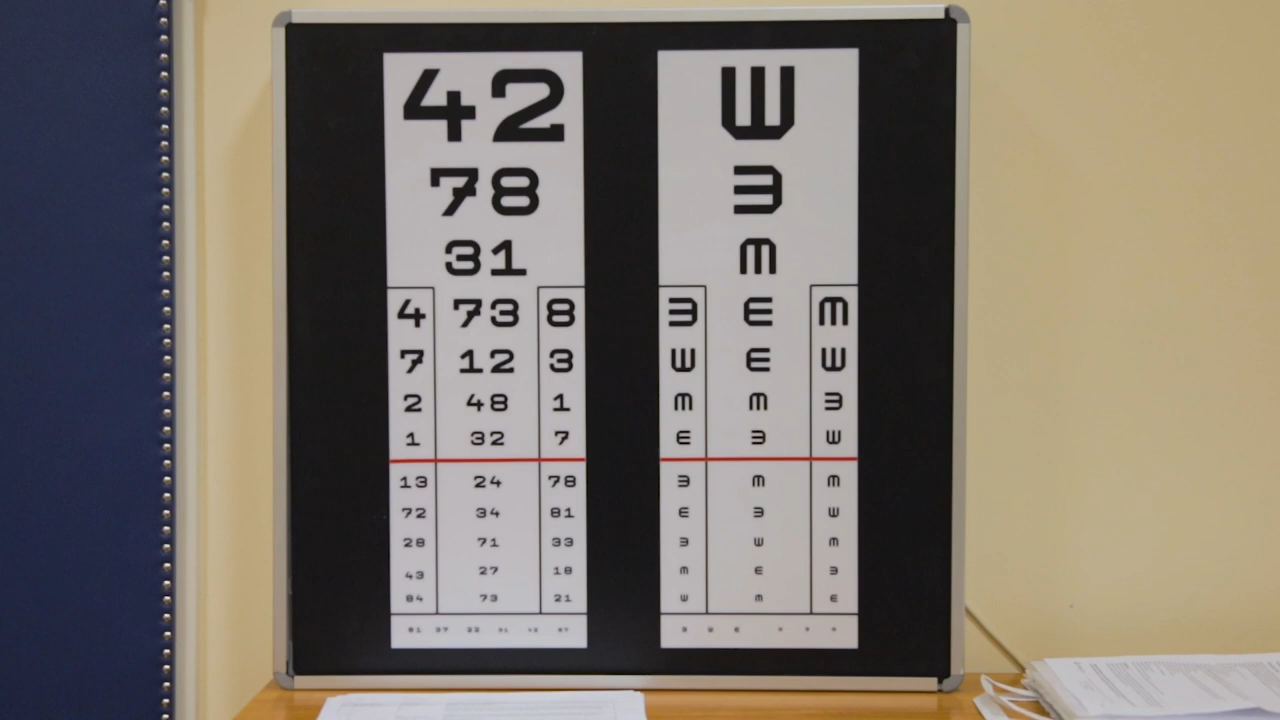 42
78
31
4 73 8
7 12 3
2 48 1
1 32 7
13 24 78
72 34 81
28 71 33
43 27 18
84 73 21
Ш
Ǝ
M
Ǝ E M
Ш E Ш
M M Ǝ
E Ǝ Ш
Ǝ M M
E Ǝ Ш
Ǝ Ш M
M E Ǝ
Ш M E